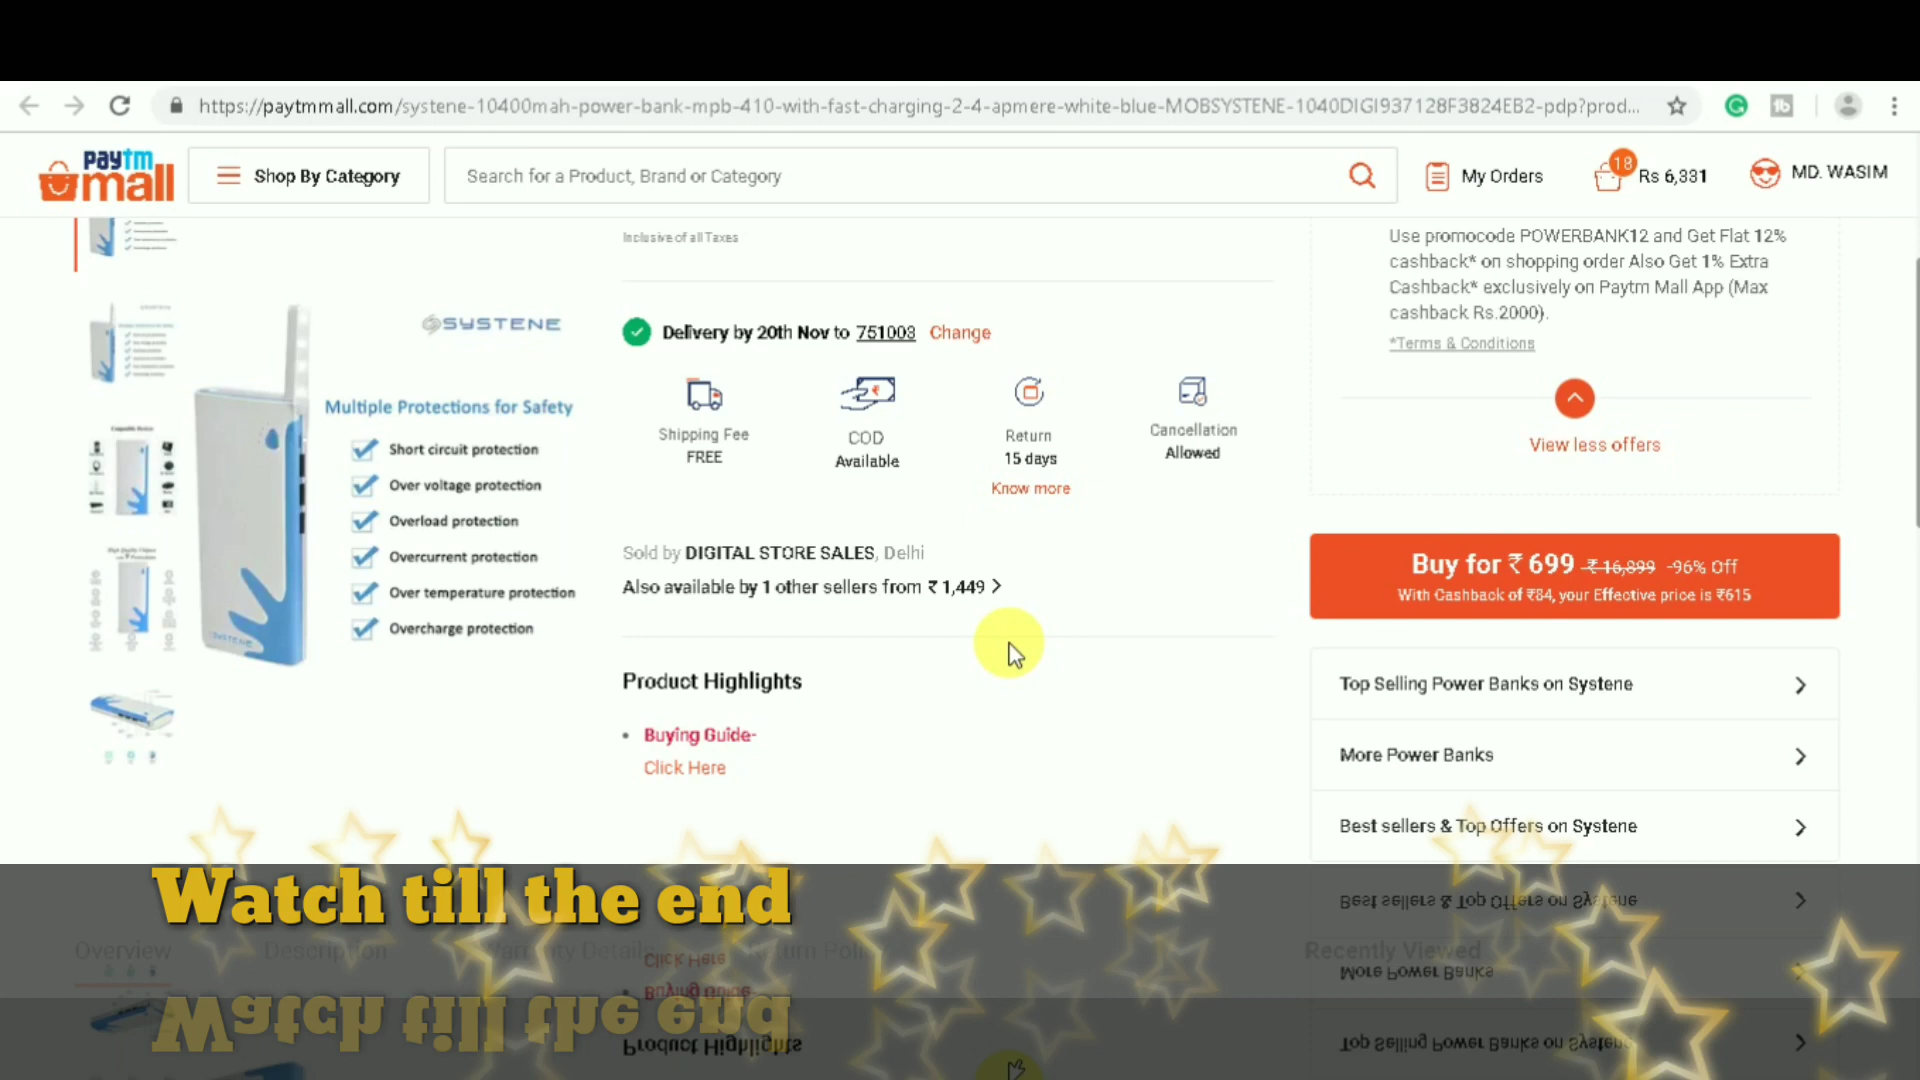 https://paytmmall.com/systene-10400mah-power-bank-mpb-410-with-fast-charging-2-4-apmere-white-blue-MOBSYSTENE-1040DIGI937128F3824EB2-pdp?prod...
paytm
mall
Shop By Category
Search for a Product, Brand or Category
My Orders
18
Rs 6,331
MD. WASIM
Inclusive of all Taxes
SYSTENE
Multiple Protections for Safety
Short circuit protection
Over voltage protection
Overload protection
Overcurrent protection
Over temperature protection
Overcharge protection
Delivery by 20th Nov to 751003 Change
Shipping Fee
FREE
COD
Available
Return
15 days
Know more
Cancellation
Allowed
Sold by DIGITAL STORE SALES, Delhi
Also available by 1 other sellers from ₹ 1,449 >
Product Highlights
• Buying Guide-
Click Here
Use promocode POWERBANK12 and Get Flat 12%
cashback* on shopping order Also Get 1% Extra
Cashback* exclusively on Paytm Mall App (Max
cashback Rs.2000).
*Terms & Conditions
View less offers
Buy for ₹ 699 ₹ 16,899 -96% Off
With Cashback of ₹84, your Effective price is ₹615
Top Selling Power Banks on Systene
More Power Banks
Best sellers & Top Offers on Systene
Watch till the end
Overview
Description
Warranty Details
Recently Viewed